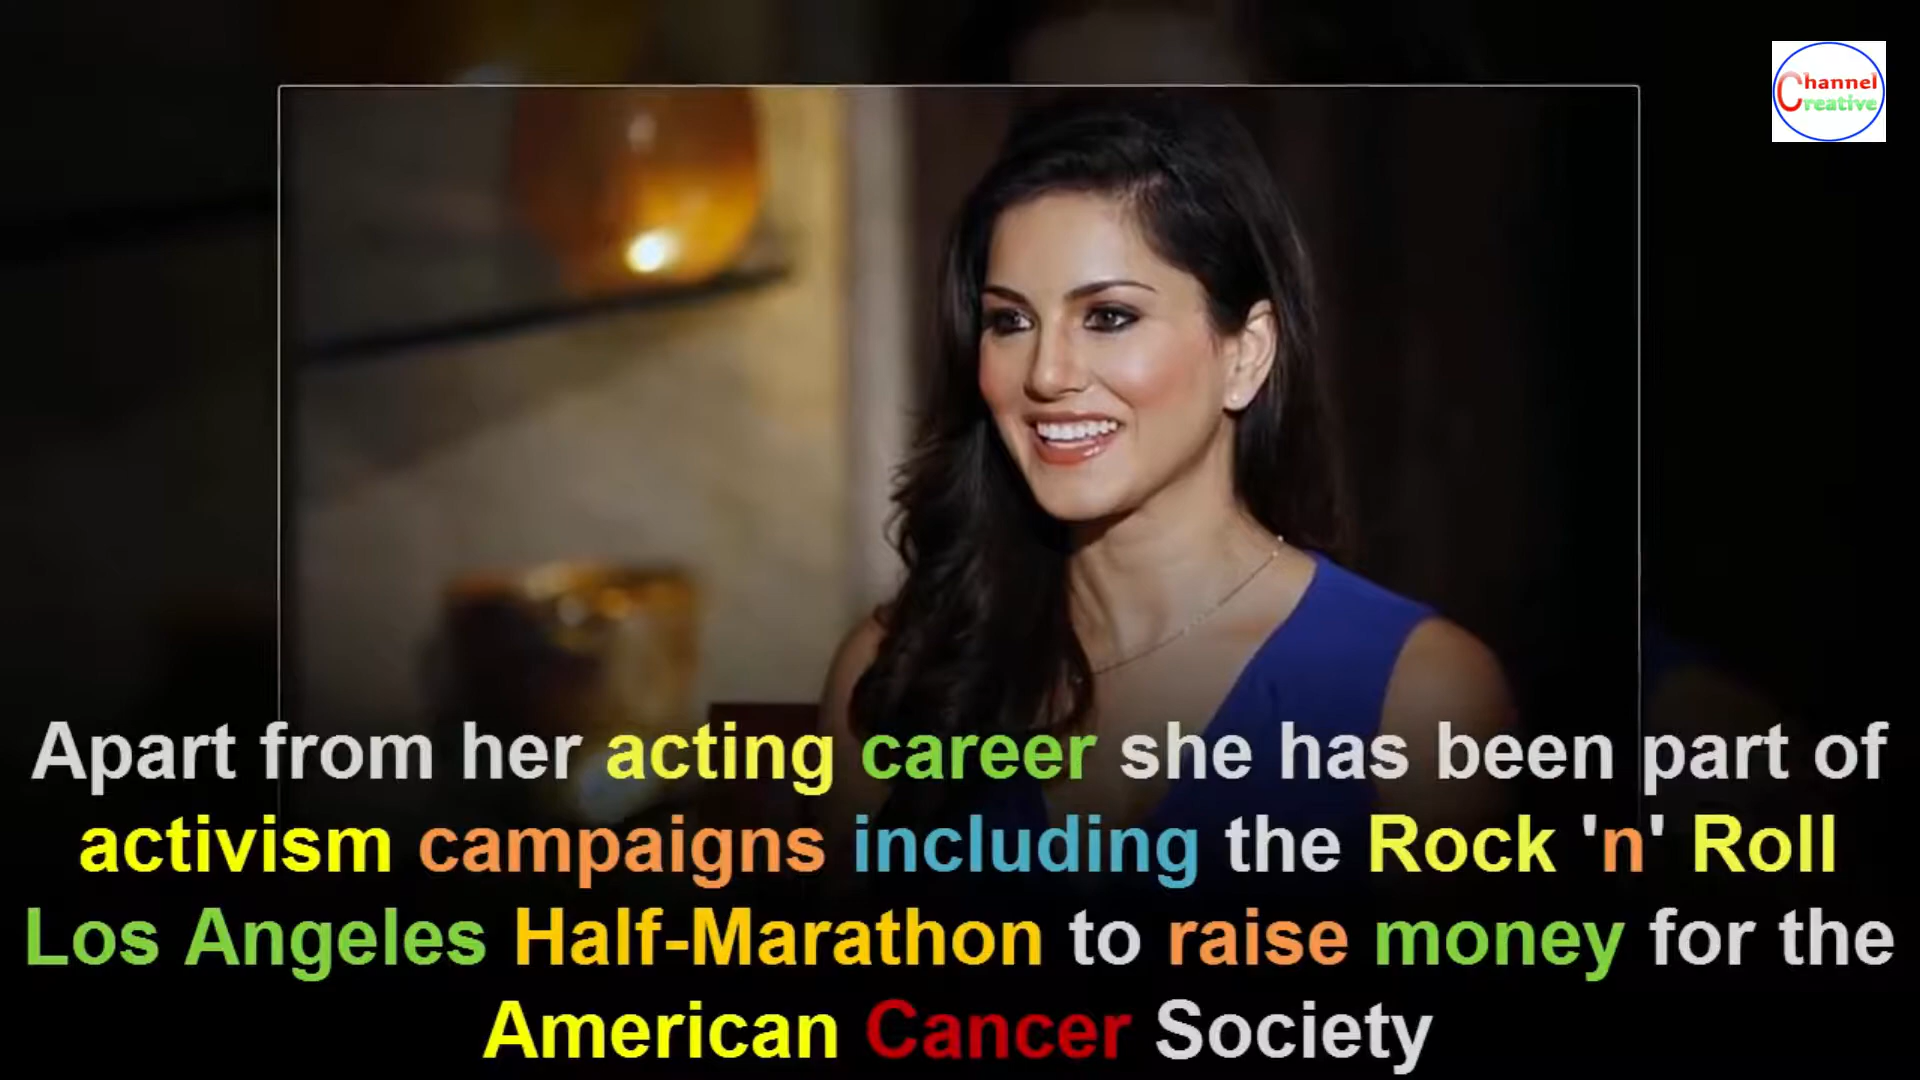 Channel
Creative
Apart from her acting career she has been part of
activism campaigns including the Rock 'n' Roll
Los Angeles Half-Marathon to raise money for the
American Cancer Society